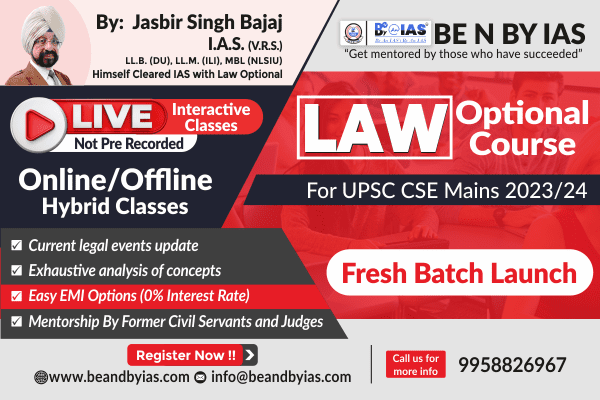 By: Jasbir Singh Bajaj
I.A.S. (V.R.S.)
LL.B. (DU), LL.M. (ILI), MBL (NLSIU)
Himself Cleared IAS with Law Optional
BE N BY IAS
"Get mentored by those who have succeeded"
LIVE
Interactive
Classes
Not Pre Recorded
Online/Offline
Hybrid Classes
LAW
Optional
Course
For UPSC CSE Mains 2023/24
Current legal events update
Exhaustive analysis of concepts
Easy EMI Options (0% Interest Rate)
Mentorship By Former Civil Servants and Judges
Fresh Batch Launch
Register Now !!
www.beandbyias.com info@beandbyias.com
Call us for
more info
9958826967